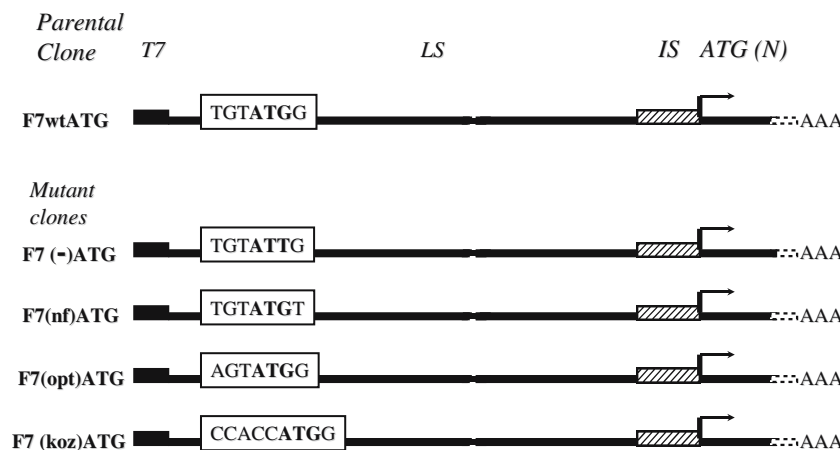 Parental
Clone T7 LS IS ATG (N)
F7wtATG TGTATGG AAA
Mutant
clones
F7 (-)ATG TGTATTG AAA
F7(nf)ATG TGTATGT AAA
F7(opt)ATG AGTATGG AAA
F7 (koz)ATG CCACCATGG AAA